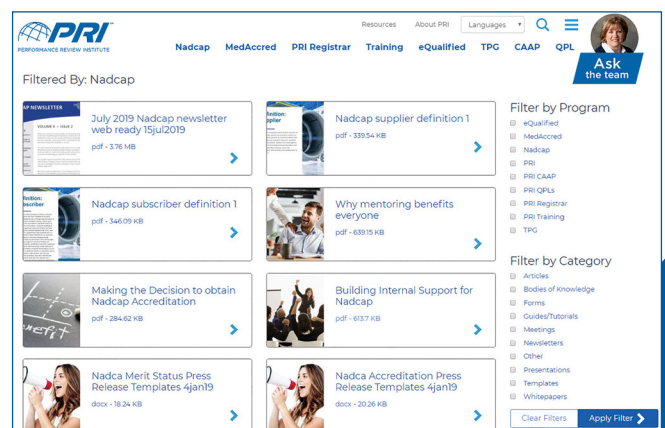 PRI
PERFORMANCE REVIEW INSTITUTE
Resources About PRI Languages
Nadcap MedAccred PRI Registrar Training eQualified TPG CAAP QPL
Ask
the team
Filtered By: Nadcap
AP NEWSLETTER
VOLUME 6 – ISSUE 2
July 2019 Nadcap newsletter
web ready 15jul2019
pdf - 3.76 MB
Nadcap supplier definition 1
pdf - 339.54 KB
Nadcap subscriber definition 1
pdf - 346.09 KB
Why mentoring benefits
everyone
pdf - 639.15 KB
Making the Decision to obtain
Nadcap Accreditation
pdf - 284.62 KB
Building Internal Support for
Nadcap
pdf - 613.7 KB
Nadca Merit Status Press
Release Templates 4jan19
docx - 18.24 KB
Nadca Accreditation Press
Release Templates 4jan19
docx - 20.26 KB
Filter by Program
eQualified
MedAccred
Nadcap
PRI
PRI CAAP
PRI QPLs
PRI Registrar
PRI Training
TPG
Filter by Category
Articles
Bodies of Knowledge
Forms
Guides/Tutorials
Meetings
Newsletters
Other
Presentations
Templates
Whitepapers
Clear Filters Apply Filter